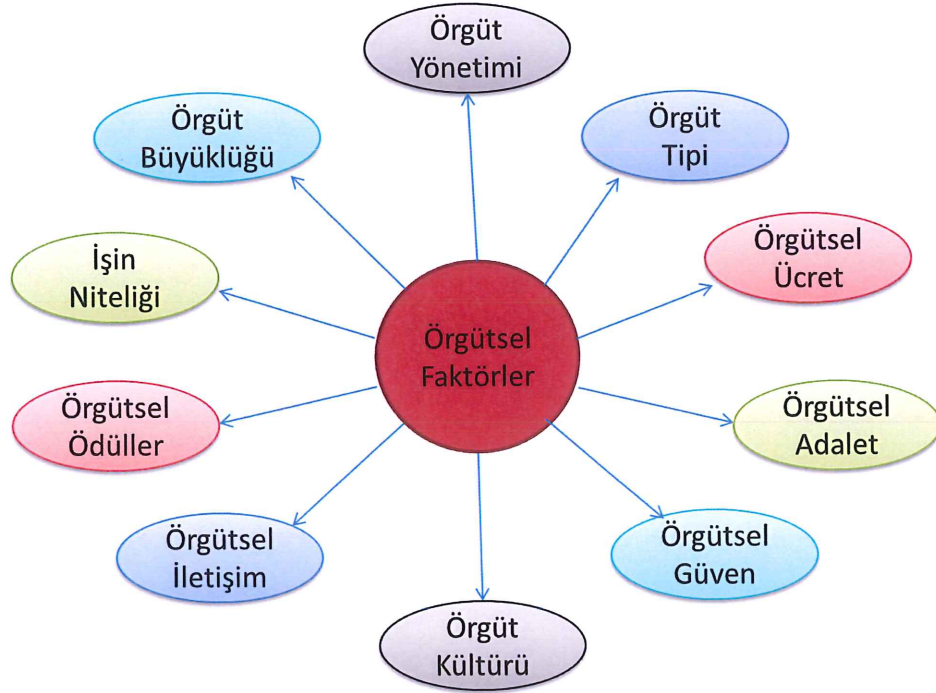 Örgüt
Yönetimi
Örgüt
Büyüklüğü
Örgüt
Tipi
İşin
Niteliği
Örgütsel
Ücret
Örgütsel
Faktörler
Örgütsel
Ödüller
Örgütsel
Adalet
Örgütsel
İletişim
Örgütsel
Güven
Örgüt
Kültürü